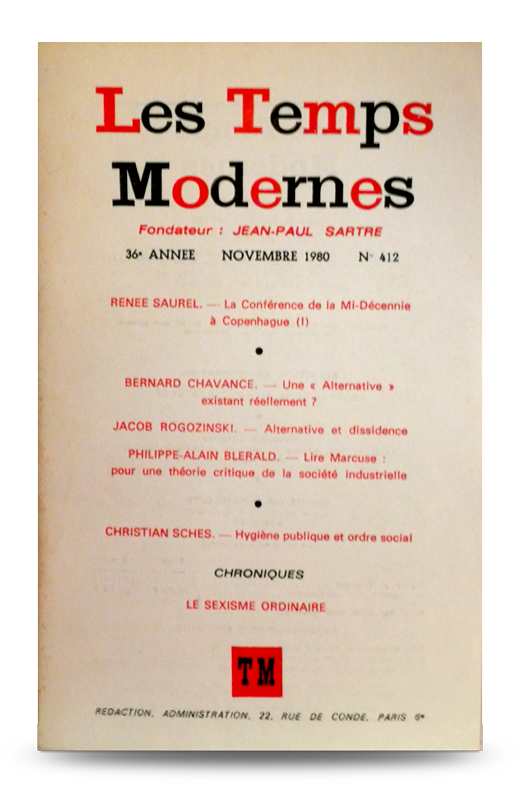 Les Temps
Modernes
Fondateur : JEAN-PAUL SARTRE
36e ANNEE NOVEMBRE 1980 N° 412
RENEE SAUREL. — La Conférence de la Mi-Décennie
à Copenhague (I)
•
BERNARD CHAVANCE. — Une « Alternative »
existant réellement ?
JACOB ROGOZINSKI. — Alternative et dissidence
PHILIPPE-ALAIN BLERALD. — Lire Marcuse :
pour une théorie critique de la société industrielle
•
CHRISTIAN SCHES. — Hygiène publique et ordre social
CHRONIQUES
LE SEXISME ORDINAIRE
TM
REDACTION, ADMINISTRATION, 22, RUE DE CONDE, PARIS 6e